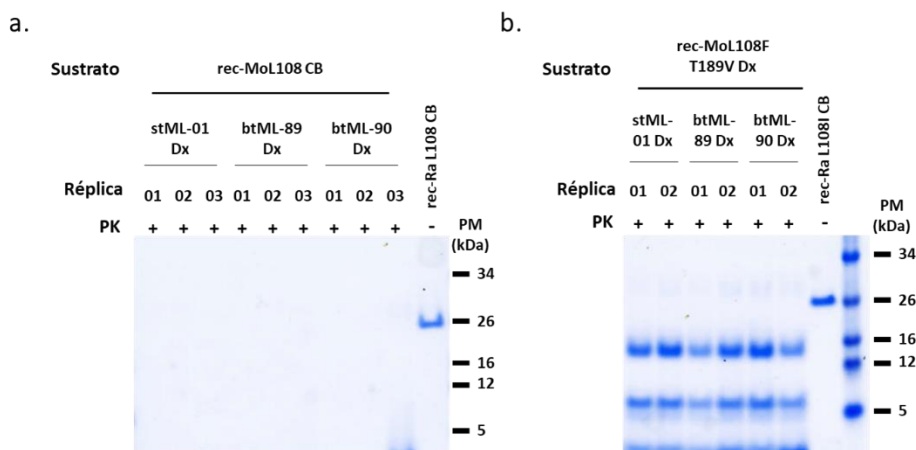 a.
Sustrato
rec-MoL108 CB
stML-01
Dx
btML-89
Dx
btML-90
Dx
rec-Ra L108 CB
Réplica
01 02 03 01 02 03 01 02 03
PK
+ + + + + + + + + -
PM
(kDa)
34
26
16
12
5
b.
Sustrato
rec-MoL108F
T189V Dx
stML-
01 Dx
btML-
89 Dx
btML-
90 Dx
rec-Ra L108I CB
Réplica
01 02 01 02 01 02
PK
+ + + + + + -
PM
(kDa)
34
26
16
12
5